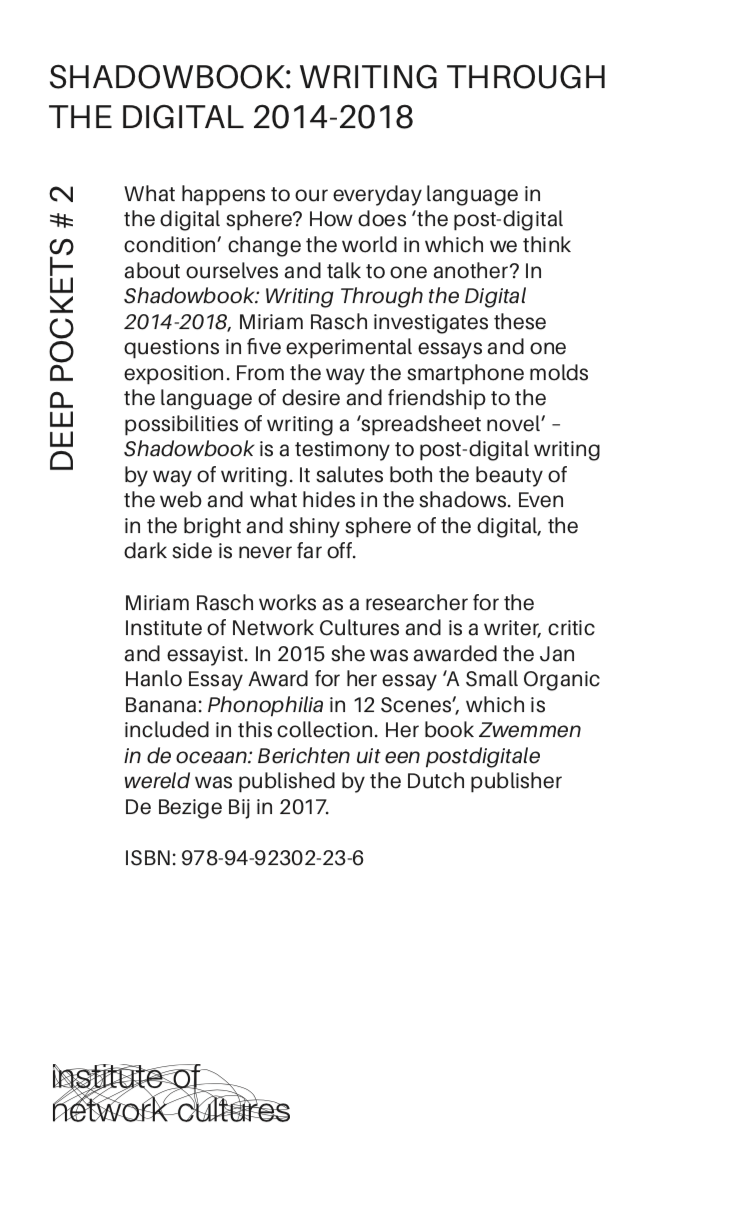 SHADOWBOOK: WRITING THROUGH
THE DIGITAL 2014-2018
DEEP POCKETS # 2
What happens to our everyday language in
the digital sphere? How does ‘the post-digital
condition’ change the world in which we think
about ourselves and talk to one another? In
Shadowbook: Writing Through the Digital
2014-2018, Miriam Rasch investigates these
questions in five experimental essays and one
exposition. From the way the smartphone molds
the language of desire and friendship to the
possibilities of writing a ‘spreadsheet novel’ –
Shadowbook is a testimony to post-digital writing
by way of writing. It salutes both the beauty of
the web and what hides in the shadows. Even
in the bright and shiny sphere of the digital, the
dark side is never far off.
Miriam Rasch works as a researcher for the
Institute of Network Cultures and is a writer, critic
and essayist. In 2015 she was awarded the Jan
Hanlo Essay Award for her essay ‘A Small Organic
Banana: Phonophilia in 12 Scenes’, which is
included in this collection. Her book Zwemmen
in de oceaan: Berichten uit een postdigitale
wereld was published by the Dutch publisher
De Bezige Bij in 2017.
ISBN: 978-94-92302-23-6
institute of
network cultures